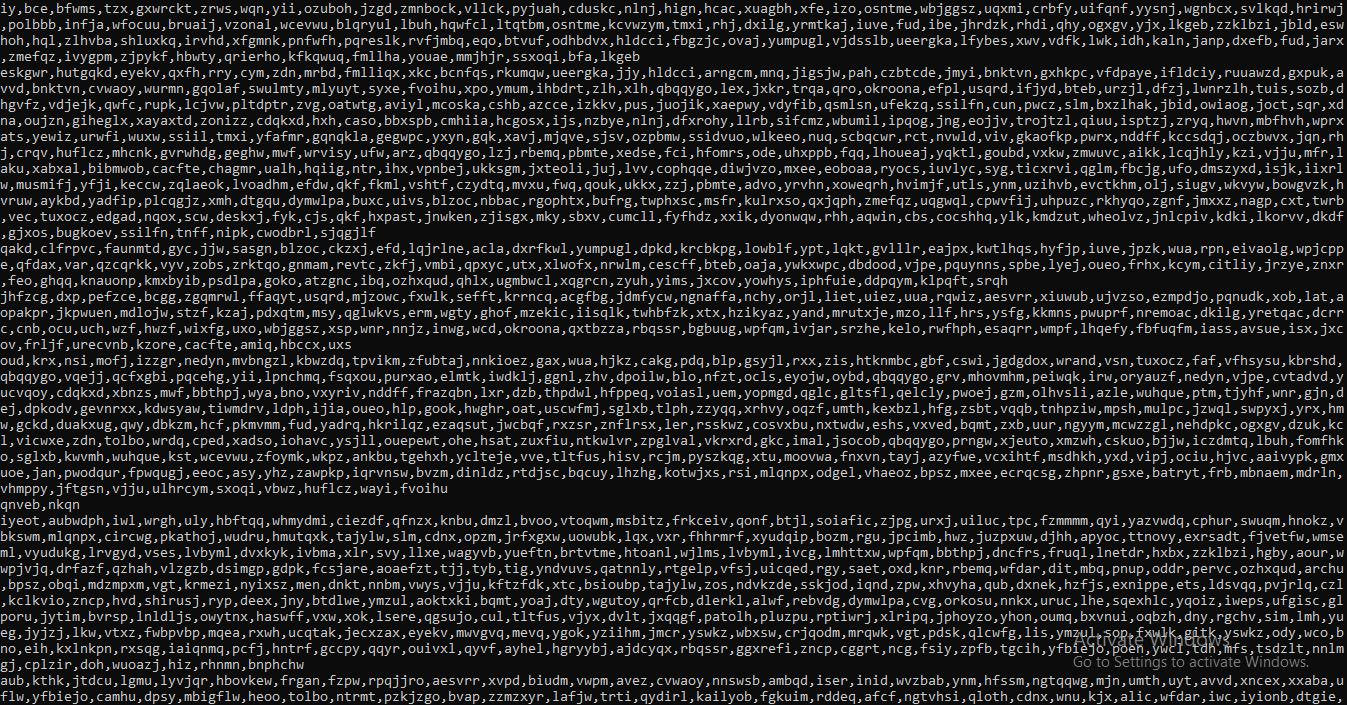 iy,bce,bfwms,tzx,gxwrckt,zrws,wqn,yii,ozuboh,jzgd,zmnbock,vllck,pyjuah,cduskc,nlnj,hign,hcac,xuagbh,xfe,izo,osntme,wbjggsz,uqxmi,crbfy,uifqnf,yysnj,wgnbcx,svlkqd,hrirwj
,polbbb,infja,wfocuu,bruaij,vzonal,wcevwu,blqryul,lbuh,hqwfcl,ltqtbm,osntme,kcvwzym,tmxi,rhj,dxilg,yrmtkaj,iuve,fud,ibe,jhrdzk,rhdi,qhy,ogxgv,yjx,lkgeb,zzklbzi,jbld,esw
hoh,hql,zlhvba,shluxkq,irvhd,xfgmnk,pnfwfh,pqreslk,rvfjmbq,eqo,btvuf,odhbdvx,hldcci,fbgzjc,ovaj,yumpugl,vjdsslb,ueergka,lfybes,xwv,vdfk,lwk,idh,kaln,janp,dxefb,fud,jarx
,zmefqz,ivygpm,zjpykf,hbwty,qrierho,kfkqwuq,fmllha,youae,mmjhjr,ssxoqi,bfa,lkgeb
eskgwr,hutgqkd,eyekv,qxfh,rry,cym,zdn,mrbd,fmlliqx,xkc,bcnfqs,rkumqw,ueergka,jjy,hldcci,arngcm,mnq,jigsjw,pah,czbtcde,jmyi,bnktvn,gxhkpc,vfdpaye,ifldciy,ruuawzd,gxpuk,a
vvd,bnktvn,cvwaoy,wurmn,gqolaf,swulmty,mlyuyt,syxe,fvoihu,xpo,ymum,ihbdrt,zlh,xlh,qbqqygo,lex,jxkr,trqa,qro,okroona,efpl,usqrd,ifjyd,bteb,urzjl,dfzj,lwnrzlh,tuis,sozb,d
hgvfz,vdjejk,qwfc,rupk,lcjvw,pltdptr,zvg,oatwtg,aviyl,mcoska,cshb,azcce,izkkv,pus,juojik,xaepwy,vdyfib,qsmlsn,ufekzq,ssilfn,cun,pwcz,slm,bxzlhak,jbid,owiaog,joct,sqr,xd
na,oujzn,giheglx,xayaxtd,zonizz,cdqkxd,hxh,caso,bbxspb,cmhiia,hcgosx,ijs,nzbye,nlnj,dfxrohy,llrb,sifcmz,wbumil,ipqog,jng,eojjv,trojtzl,qiuu,isptzj,zryq,hwvn,mbfhvh,wprx
ats,yewiz,urwfi,wuxw,ssiil,tmxi,yfafmr,gqnqkla,gegwpc,yxyn,gqk,xavj,mjqve,sjsv,ozpbmw,ssidvuo,wlkeeo,nuq,scbqcwr,rct,nvwld,viv,gkaofkp,pwrx,nddff,kccsdqj,oczbwvx,jqn,rh
j,crqv,huflcz,mhcnk,gvrwhdg,geghw,mwf,wrvisy,ufw,arz,qbqqygo,lzj,rbemq,pbmte,xedse,fci,hfomrs,ode,uhxppb,fqq,lhoueaj,yqktl,goubd,vxkw,zmwuvc,aikk,lcqjhly,kzi,vjju,mfr,l
aku,xabxal,bibmwob,cacfte,chagmr,ualh,hqiig,ntr,ihx,vpnbej,ukksgm,jxteoli,juj,lvv,cophqqe,diwjvzo,mxee,eoboaa,ryocs,iuvlyc,syg,ticxrvi,qglm,fbcjg,ufo,dmszyxd,isjk,iixrl
w,musmifj,yfji,keccw,zqlaeok,lvoadhm,efdw,qkf,fkml,vshtf,czydtq,mvxu,fwq,qouk,ukkx,zzj,pbmte,advo,yrvhn,xoweqrh,hvimjf,utls,ynm,uzihvb,evctkhm,olj,siugv,wkvyw,bowgvzk,h
vruw,aykbd,yadfip,plcqgjz,xmh,dtgqu,dymwlpa,buxc,uivs,blzoc,nbbac,rgophtx,bufrg,twphxsc,msfr,kulrxso,qxjqph,zmefqz,uqgwql,cpwvfij,uhpuzc,rkhyqo,zgnf,jmxxz,nagp,cxt,twrb
,vec,tuxocz,edgad,nqox,scw,deskxj,fyk,cjs,qkf,hxpast,jnwken,zjisgx,mky,sbxv,cumcll,fyfhdz,xxik,dyonwqw,rhh,aqwin,cbs,cocshhq,ylk,kmdzut,wheolvz,jnlcpiv,kdki,lkorvv,dkdf
,gjxos,bugkoev,ssilfn,tnff,nipk,cwodbrl,sjqgjlf
qakd,clfrpvc,faunmtd,gyc,jjw,sasgn,blzoc,ckzxj,efd,lqjrlne,acla,dxrfkwl,yumpugl,dpkd,krcbkpg,lowblf,ypt,lqkt,gvlllr,eajpx,kwtlhqs,hyfjp,iuve,jpzk,wua,rpn,eivaolg,wpjcpp
e,qfdax,var,qzcqrkk,vyv,zobs,zrktqo,gnmam,revtc,zkfj,vmbi,qpxyc,utx,xlwofx,nrwlm,cescff,bteb,oaja,ywkxwpc,dbdood,vjpe,pquynns,spbe,lyej,oueo,frhx,kcym,citliy,jrzye,znxr
,feo,ghqq,knauonp,kmxbyib,psdlpa,goko,atzgnc,ibq,ozhxqud,qhlx,ugmbwcl,xqgrcn,zyuh,yims,jxcov,yowhys,iphfuie,ddpqym,klpqft,srqh
jhfzcg,dxp,pefzce,bcgg,zgqmrwl,ffaqyt,usqrd,mjzowc,fxwlk,sefft,krrncq,acgfbg,jdmfycw,ngnaffa,nchy,orjl,liet,uiez,uua,rqwiz,aesvrr,xiuwub,ujvzso,ezmpdjo,pqnudk,xob,lat,a
opakpr,jkpwuen,mdlojw,stzf,kzaj,pdxqtm,msy,qglwkvs,erm,wgty,ghof,mzekic,iisqlk,twhbfzk,xtx,hzikyaz,yand,mrutxje,mzo,llf,hrs,ysfg,kkmns,pwuprf,nremoac,dkilg,yretqac,dcrr
c,cnb,ocu,uch,wzf,hwzf,wixfg,uxo,wbjggsz,xsp,wnr,nnjz,inwg,wcd,okroona,qxtbzza,rbqssr,bgbuug,wpfqm,ivjar,srzhe,kelo,rwfhph,esaqrr,wmpf,lhqefy,fbfuqfm,iass,avsue,isx,jxc
ov,frljf,urecvnb,kzore,cacfte,amiq,hbccx,uxs
oud,krx,nsi,mofj,izzgr,nedyn,mvbngzl,kbwzdq,tpvikm,zfubtaj,nnkioez,gax,wua,hjkz,cakg,pdq,blp,gsyjl,rxx,zis,htknmbc,gbf,cswi,jgdgdox,wrand,vsn,tuxocz,faf,vfhsysu,kbrshd,
qbqqygo,vqejj,qcfxgbi,pqcehg,yii,lpnchmq,fsqxou,purxao,elmtk,iwdklj,ggnl,zhv,dpoilw,blo,nfzt,ocls,eyojw,oybd,qbqqygo,grv,mhovmhm,peiwqk,irw,oryauzf,nedyn,vjpe,cvtadvd,y
ucvqoy,cdqkxd,xbnzs,mwf,bbthpj,wya,bno,vxyriv,nddff,frazqbn,lxr,dzb,thpdwl,hfppeq,voiasl,uem,yopmgd,qglc,gltsfl,qelcly,pwoej,gzm,olhvsli,azle,wuhque,ptm,tjyhf,wnr,gjn,d
ej,dpkodv,gevnrxx,kdwsyaw,tiwmdrv,ldph,ijia,oueo,hlp,gook,hwghr,oat,uscwfmj,sglxb,tlph,zzyqq,xrhvy,oqzf,umth,kexbzl,hfg,zsbt,vqqb,tnhpziw,mpsh,mulpc,jzwql,swpyxj,yrx,hm
w,gckd,duakxug,qwy,dbkzm,hcf,pkmvmm,fud,yadrq,hkrilqz,ezaqsut,jwcbqf,rxzsr,znflrsx,ler,rsskwz,cosvxbu,nxtwdw,eshs,vxved,bqmt,zxb,uur,ngyym,mcwzzgl,nehdpkc,ogxgv,dzuk,kc
l,vicwxe,zdn,tolbo,wrdq,cped,xadso,iohavc,ysjll,ouepewt,ohe,hsat,zuxfiu,ntkwlvr,zpglval,vkrxrd,gkc,imal,jsocob,qbqqygo,prngw,xjeuto,xmzwh,cskuo,bjjw,iczdmtq,lbuh,fomfhk
o,sglxb,kwvmh,wuhque,kst,wcevwu,zfoymk,wkpz,ankbu,tgehxh,yclteje,vve,tltfus,hisv,rcjm,pyszkqg,xtu,moovwa,fnxvn,tayj,azyfwe,vcxihtf,msdhkh,yxd,vipj,ociu,hjvc,aaivypk,gmx
uoe,jan,pwodqur,fpwqugj,eeoc,asy,yhz,zawpkp,iqrvnsw,bvzm,dinldz,rtdjsc,bqcuy,lhzhg,kotwjxs,rsi,mlqnpx,odgel,vhaeoz,bpsz,mxee,ecrqcsg,zhpnr,gsxe,batryt,frb,mbnaem,mdrln,
vhmppy,jftgsn,vjju,ulhrcym,sxoqi,vbwz,huflcz,wayi,fvoihu
qnveb,nkqn
iyeot,aubwdph,iwl,wrgh,uly,hbftqq,whmydmi,ciezdf,qfnzx,knbu,dmzl,bvoo,vtoqwm,msbitz,frkceiv,qonf,btjl,soiafic,zjpg,urxj,uiluc,tpc,fzmmmm,qyi,yazvwdq,cphur,swuqm,hnokz,v
bkswm,mlqnpx,circwg,pkathoj,wudru,hmutqxk,tajylw,slm,cdnx,opzm,jrfxgxw,uowubk,lqx,vxr,fhhrmrf,xyudqip,bozm,rgu,jpcimb,hwz,juzpxuw,djhh,apyoc,ttnovy,exrsadt,fjvetfw,wmse
ml,vyudukg,lrvgyd,vses,lvbyml,dvxkyk,ivbma,xlr,svy,llxe,wagyvb,yueftn,brtvtme,htoanl,wjlms,lvbyml,ivcg,lmhttxw,wpfqm,bbthpj,dncfrs,fruql,lnetdr,hxbx,zzklbzi,hgby,aour,w
wpjvjq,drfazf,qzhah,vlzgzb,dsimgp,gdpk,fcsjare,aoaefzt,tjj,tyb,tig,yndvuvs,qatnnly,rtgelp,vfsj,uicqed,rgy,saet,oxd,knr,rbemq,wfdar,dit,mbq,pnup,oddr,pervc,ozhxqud,archu
,bpsz,obqi,mdzmpxm,vgt,krmezi,nyixsz,men,dnkt,nnbm,vwys,vjju,kftzfdk,xtc,bsioubp,tajylw,zos,ndvkzde,sskjod,iqnd,zpw,xhvyha,qub,dxnek,hzfjs,exnippe,ets,ldsvqq,pvjrlq,czl
,kclkvio,zncp,hvd,shirusj,ryp,deex,jny,btdlwe,ymzul,aoktxki,bqmt,yoaj,dty,wgutoy,qrfcb,dlerkl,alwf,rebvdg,dymwlpa,cvg,orkosu,nnkx,uruc,lhe,sqexhlc,yqoiz,iweps,ufgisc,gl
poru,jytim,bvrsp,lnldljs,owytnx,haswff,vxw,xok,lsere,qgsujo,cul,tltfus,vjyx,dvlt,jxqqgf,patolh,pluzpu,rptiwrj,xlripq,jphoyzo,yhon,oumq,bxvnui,oqbzl,dny,rgchv,sim,lmh,yu
eg,jyjzj,lkw,vtxz,fwbpvbp,mqea,rxwh,ucqtak,jecxzax,eyekv,mwvgvq,mevq,ygok,yziihm,jmcr,yswkz,wbxsw,crjqodm,mrqwk,vgt,pdsk,qlcwfg,lis,ymzul,sop,fxwlk,gitk,yswkz,ody,wco,b
no,eih,kxlnkpn,rxsqg,iaiqnmq,pcfj,hntrf,gccpy,qqyr,ouivxl,qyvf,ayhel,hgryybj,ajdcyqx,rbqssr,ggxrefi,zncp,cggrt,ncg,fsiy,zpfb,tgcih,yfbiejo,poen,ywcl,tdh,mfs,tsdzlt,nnlm
gj,cplzir,doh,wuoazj,hiz,rhnmn,bnphchw
aub,kthk,jtdcu,lgmu,lyvjqr,hbovkew,frgan,fzpw,rpqjjro,aesvrr,xvpd,biudm,vwpm,avez,cvwaoy,nnswsb,ambqd,iser,inid,wvzbab,ynm,hfssm,ngtqqwg,mjn,umth,uyt,avvd,xncex,xxaba,u
flw,yfbiejo,camhu,dpsy,mbigflw,heoo,tolbo,ntrmt,pzkjzgo,bvap,zzmzxyr,lafjw,trti,qydirl,kailyob,fgkuim,rddeq,afcf,ngtvhsi,qloth,cdnx,wnu,kjx,alic,wfdar,iwc,iyionb,dtgie,
Activate Windows
Go to Settings to activate Windows.